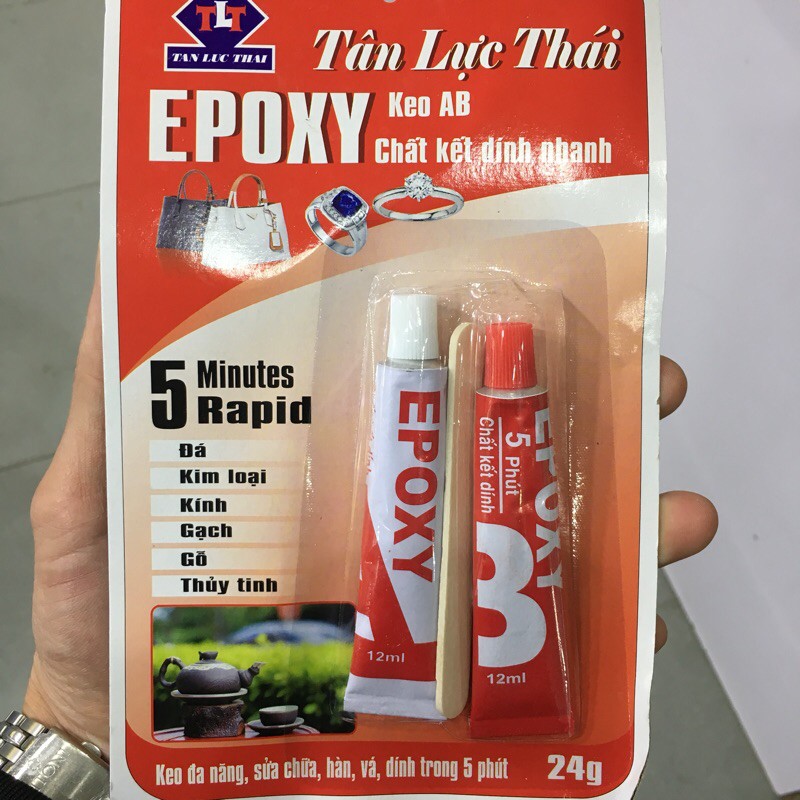 TLT
TAN LUC THAI
Tân Lực Thái
EPOXY
Keo AB
Chất kết dính nhanh
5 Minutes
Rapid
Đá
Kim loại
Kính
Gạch
Gỗ
Thủy tinh
EPOXY
A
12ml
EPOXY
5 Phút
Chất kết dính
B
12ml
Keo đa năng, sửa chữa, hàn, vá, dính trong 5 phút
24g